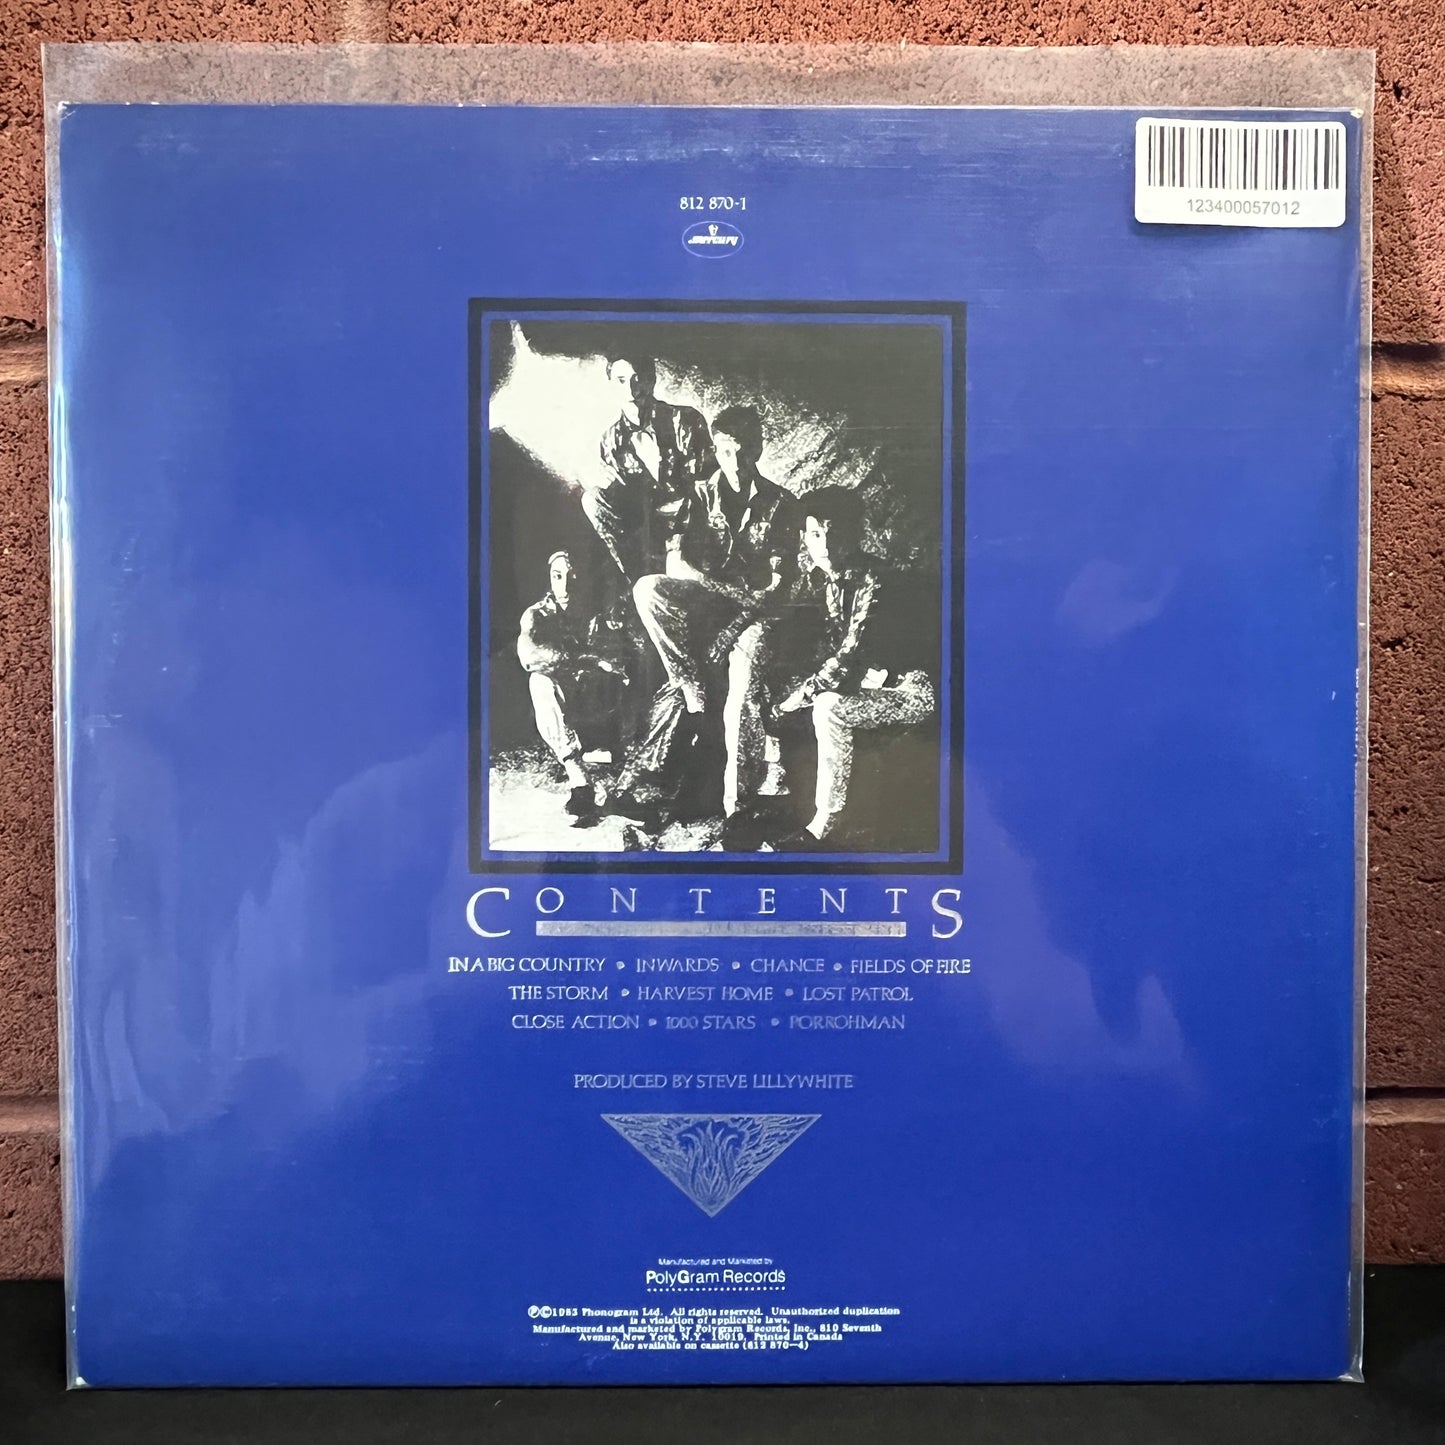 123400057012
812 870-1
mercury
CONTENTS
IN A BIG COUNTRY • INWARDS • CHANCE • FIELDS OF FIRE
THE STORM • HARVEST HOME • LOST PATROL
CLOSE ACTION • 1000 STARS • PORROHMAN
PRODUCED BY STEVE LILLYWHITE
Manufactured and Marketed by
PolyGram Records
℗©1983 Phonogram Ltd. All rights reserved. Unauthorized duplication
is a violation of applicable laws.
Manufactured and marketed by Polygram Records, Inc., 810 Seventh
Avenue, New York, N.Y. 10019. Printed in Canada
Also available on cassette (812 870-4)